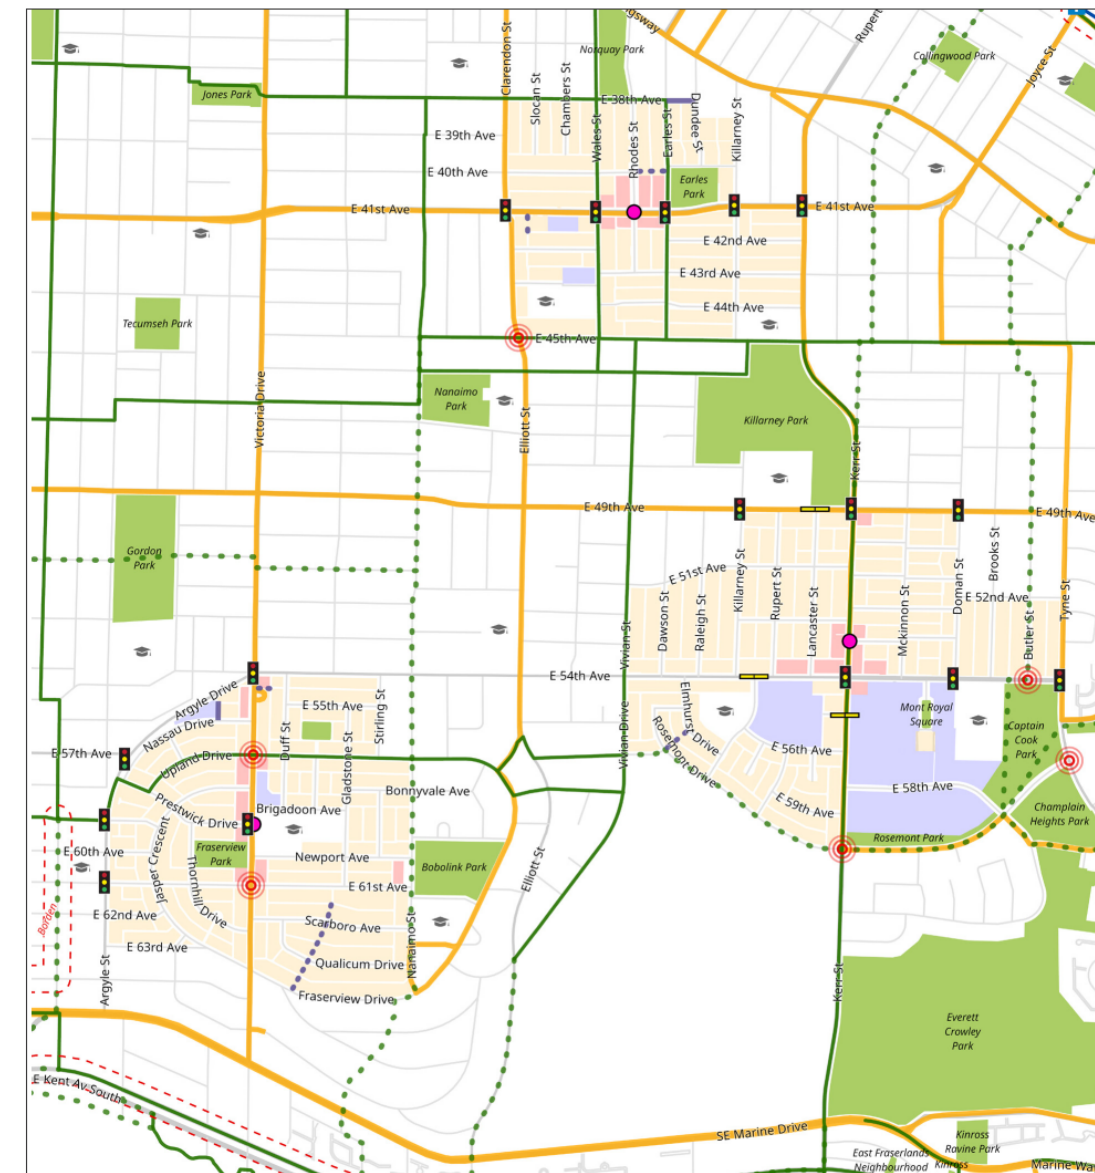 gsway
Rupert
Collingwood Park
Joyce St
Clarendon St
Norquay Park
Slocan St
Chambers St
Jones Park
E 38th Ave
Wales St
Rhodes St
Earles St
Dundee St
Killarney St
E 39th Ave
E 40th Ave
Earles
Park
E 41st Ave
E 41st Ave
E 42nd Ave
E 43rd Ave
E 44th Ave
Tecumseh Park
E 45th Ave
Victoria Drive
Nanaimo
Park
Elliott St
Killarney Park
Kerr St
E 49th Ave
E 49th Ave
Gordon
Park
E 51st Ave
Dawson St
Raleigh St
Killarney St
Rupert St
Lancaster St
Mckinnon St
Doman St
Brooks St
E 52nd Ave
Butler St
Tyne St
Vivian St
E 54th Ave
Argyle Drive
Nassau Drive
E 55th Ave
Stirling St
Duff St
Gladstone St
E 57th Ave
Upland Drive
Elmhurst Drive
Rosemont Drive
Vivian Drive
Mont Royal
Square
Captain
Cook
Park
E 56th Ave
E 58th Ave
E 59th Ave
Bonnyvale Ave
Prestwick Drive
Brigadoon Ave
Champlain
Heights Park
Rosemont Park
E 60th Ave
Jasper Crescent
Fraserview
Park
Thornhill Drive
Newport Ave
Bobolink Park
Elliott St
E 61st Ave
Borden
E 62nd Ave
Scarboro Ave
Nanaimo St
E 63rd Ave
Argyle St
Qualicum Drive
Fraserview Drive
Kerr St
Everett
Crowley
Park
E Kent Av South
SE Marine Drive
East Fraserlands
Neighbourhood
Kinross
Ravine Park
Kinross
Marine Wa